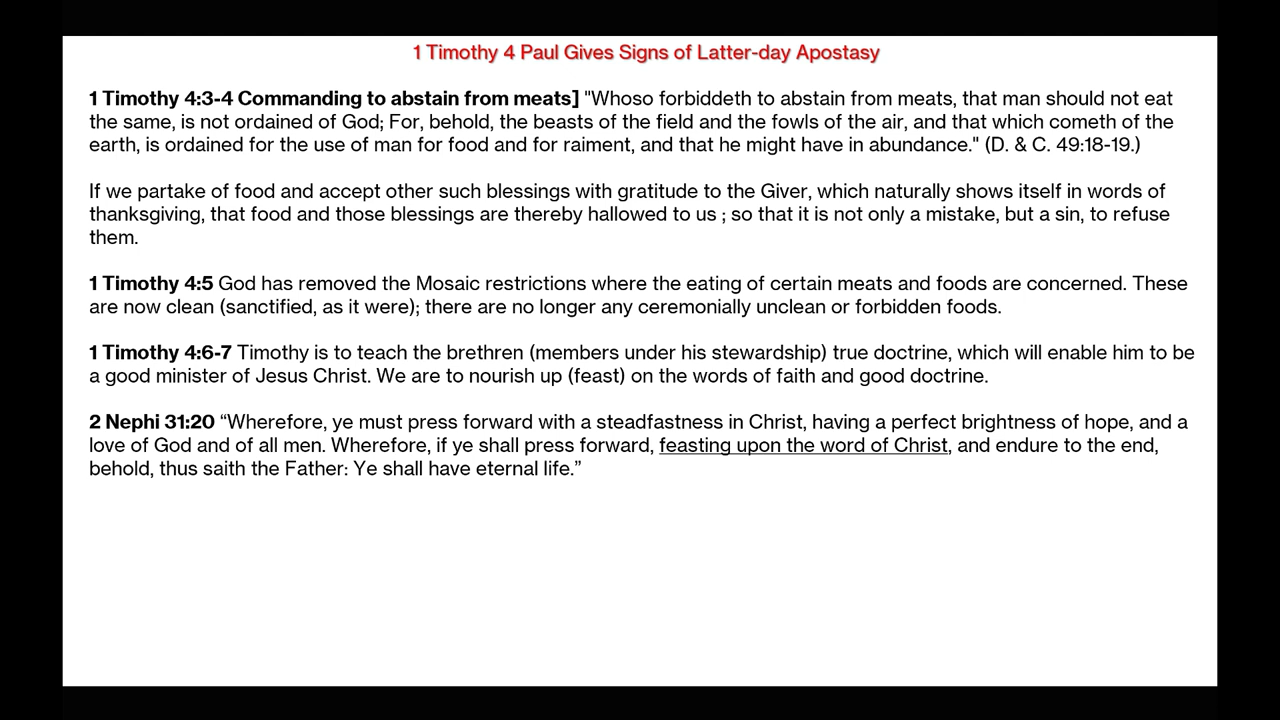 1 Timothy 4 Paul Gives Signs of Latter-day Apostasy
1 Timothy 4:3-4 Commanding to abstain from meats] "Whoso forbiddeth to abstain from meats, that man should not eat
the same, is not ordained of God; For, behold, the beasts of the field and the fowls of the air, and that which cometh of the
earth, is ordained for the use of man for food and for raiment, and that he might have in abundance." (D. & C. 49:18-19.)
If we partake of food and accept other such blessings with gratitude to the Giver, which naturally shows itself in words of
thanksgiving, that food and those blessings are thereby hallowed to us ; so that it is not only a mistake, but a sin, to refuse
them.
1 Timothy 4:5 God has removed the Mosaic restrictions where the eating of certain meats and foods are concerned. These
are now clean (sanctified, as it were); there are no longer any ceremonially unclean or forbidden foods.
1 Timothy 4:6-7 Timothy is to teach the brethren (members under his stewardship) true doctrine, which will enable him to be
a good minister of Jesus Christ. We are to nourish up (feast) on the words of faith and good doctrine.
2 Nephi 31:20 “Wherefore, ye must press forward with a steadfastness in Christ, having a perfect brightness of hope, and a
love of God and of all men. Wherefore, if ye shall press forward, feasting upon the word of Christ, and endure to the end,
behold, thus saith the Father: Ye shall have eternal life.”